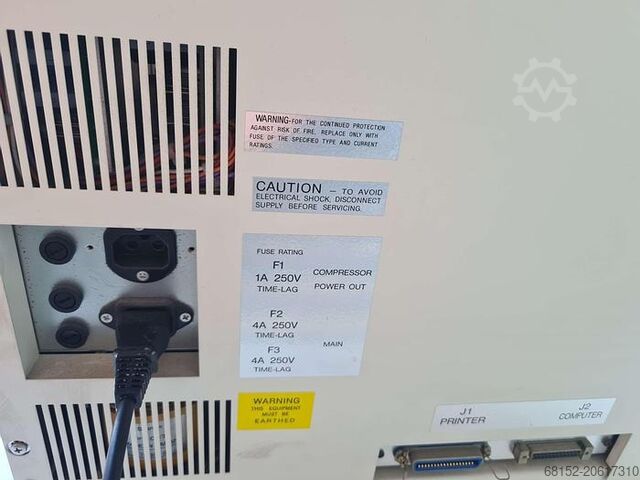 WARNING-FOR THE CONTINUED PROTECTION
AGAINST RISK OF FIRE, REPLACE ONLY WITH
FUSE OF THE SPECIFIED TYPE AND CURRENT
RATINGS.
CAUTION - TO AVOID
ELECTRICAL SHOCK, DISCONNECT
SUPPLY BEFORE SERVICING.
FUSE RATING
F1
1A 250V
TIME-LAG
COMPRESSOR
POWER OUT
F2
4A 250V
TIME-LAG
MAIN
F3
4A 250V
TIME-LAG
WARNING
THIS EQUIPMENT
MUST BE
EARTHED
J1
PRINTER
J2
COMPUTER
68152-20617310